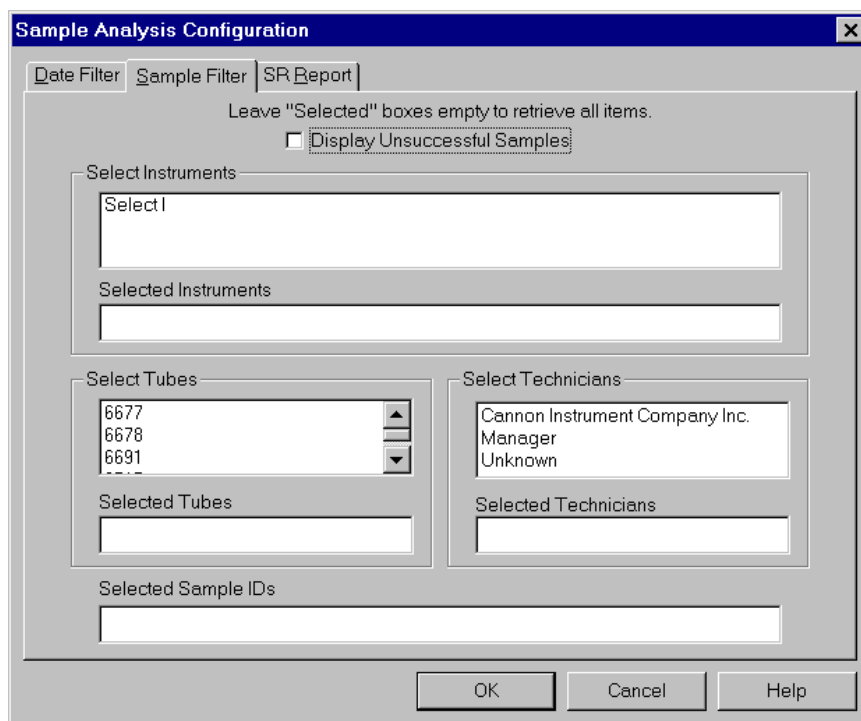 Sample Analysis Configuration
Date Filter
Sample Filter
SR Report
Leave "Selected" boxes empty to retrieve all items.
Display Unsuccessful Samples
Select Instruments
Select I
Selected Instruments
Select Tubes
6677
6678
6691
Selected Tubes
Select Technicians
Cannon Instrument Company Inc.
Manager
Unknown
Selected Technicians
Selected Sample IDs
OK
Cancel
Help